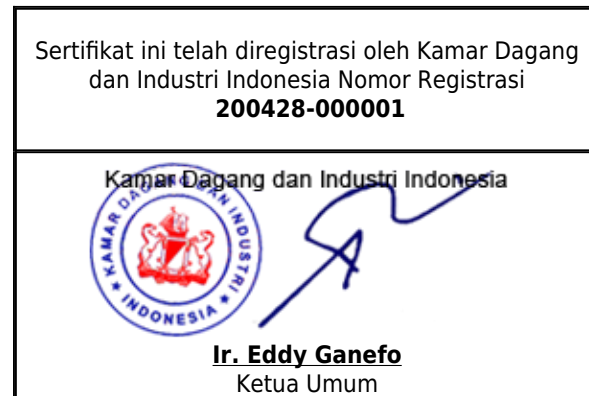 Sertifikat ini telah diregistrasi oleh Kamar Dagang
dan Industri Indonesia Nomor Registrasi
200428-000001
Kamar Dagang dan Industri Indonesia
KAMAR DAGANG DAN INDUSTRI
INDONESIA
Ir. Eddy Ganefo
Ketua Umum